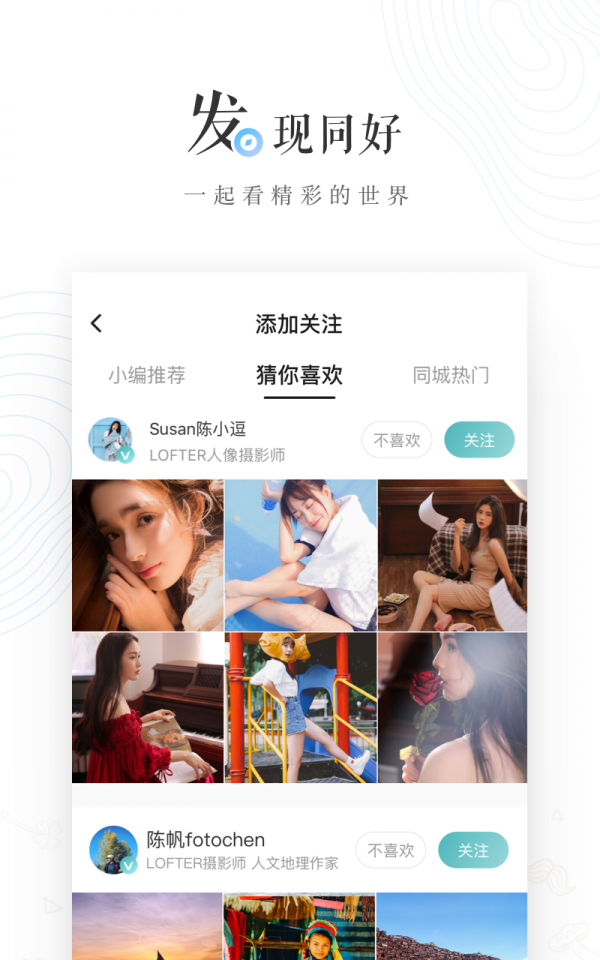 发现同好
一起看精彩的世界
添加关注
小编推荐 猜你喜欢 同城热门
Susan陈小逗
LOFTER人像摄影师
不喜欢 关注
陈帆fotochen
LOFTER摄影师 人文地理作家
不喜欢 关注